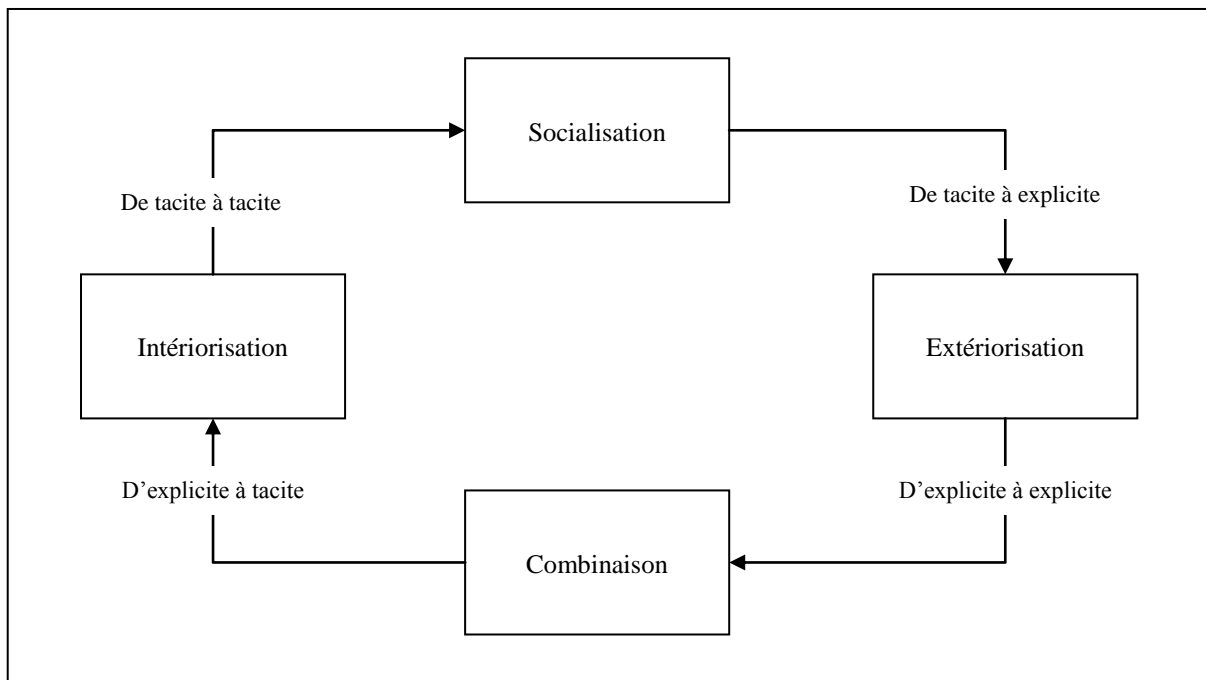 Socialisation
De tacite à tacite
De tacite à explicite
Intériorisation
Extériorisation
D’explicite à tacite
D’explicite à explicite
Combinaison